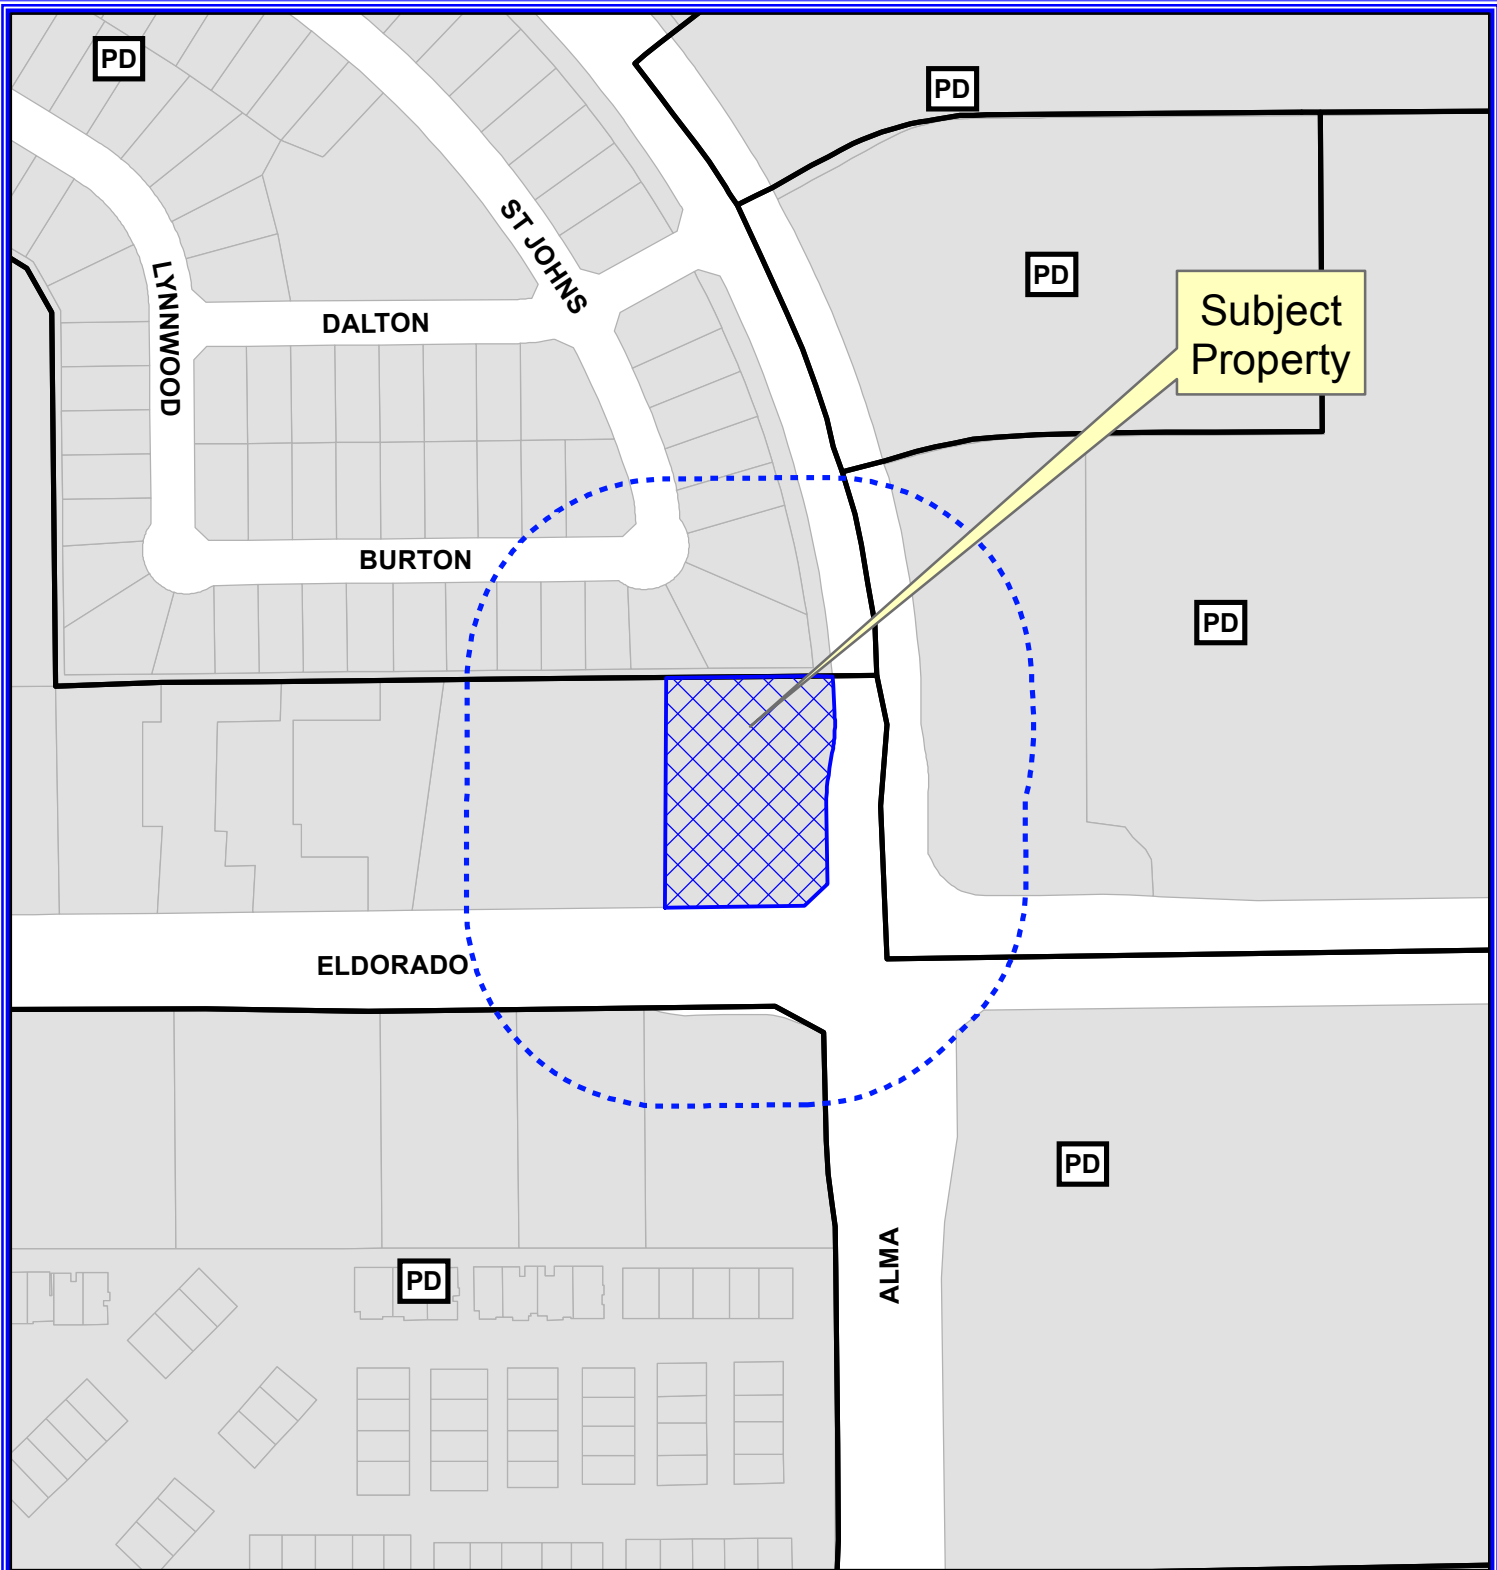 PD
PD
ST JOHNS
LYNNWOOD
PD
Subject
Property
DALTON
BURTON
PD
ELDORADO
PD
ALMA
PD